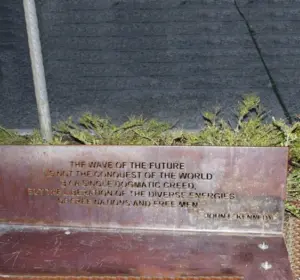 THE WAVE OF THE FUTURE
IS NOT THE CONQUEST OF THE WORLD
BY A SINGLE DOGMATIC CREED,
BUT THE LIBERATION OF THE DIVERSE ENERGIES
OF FREE NATIONS AND FREE MEN.
JOHN F. KENNEDY